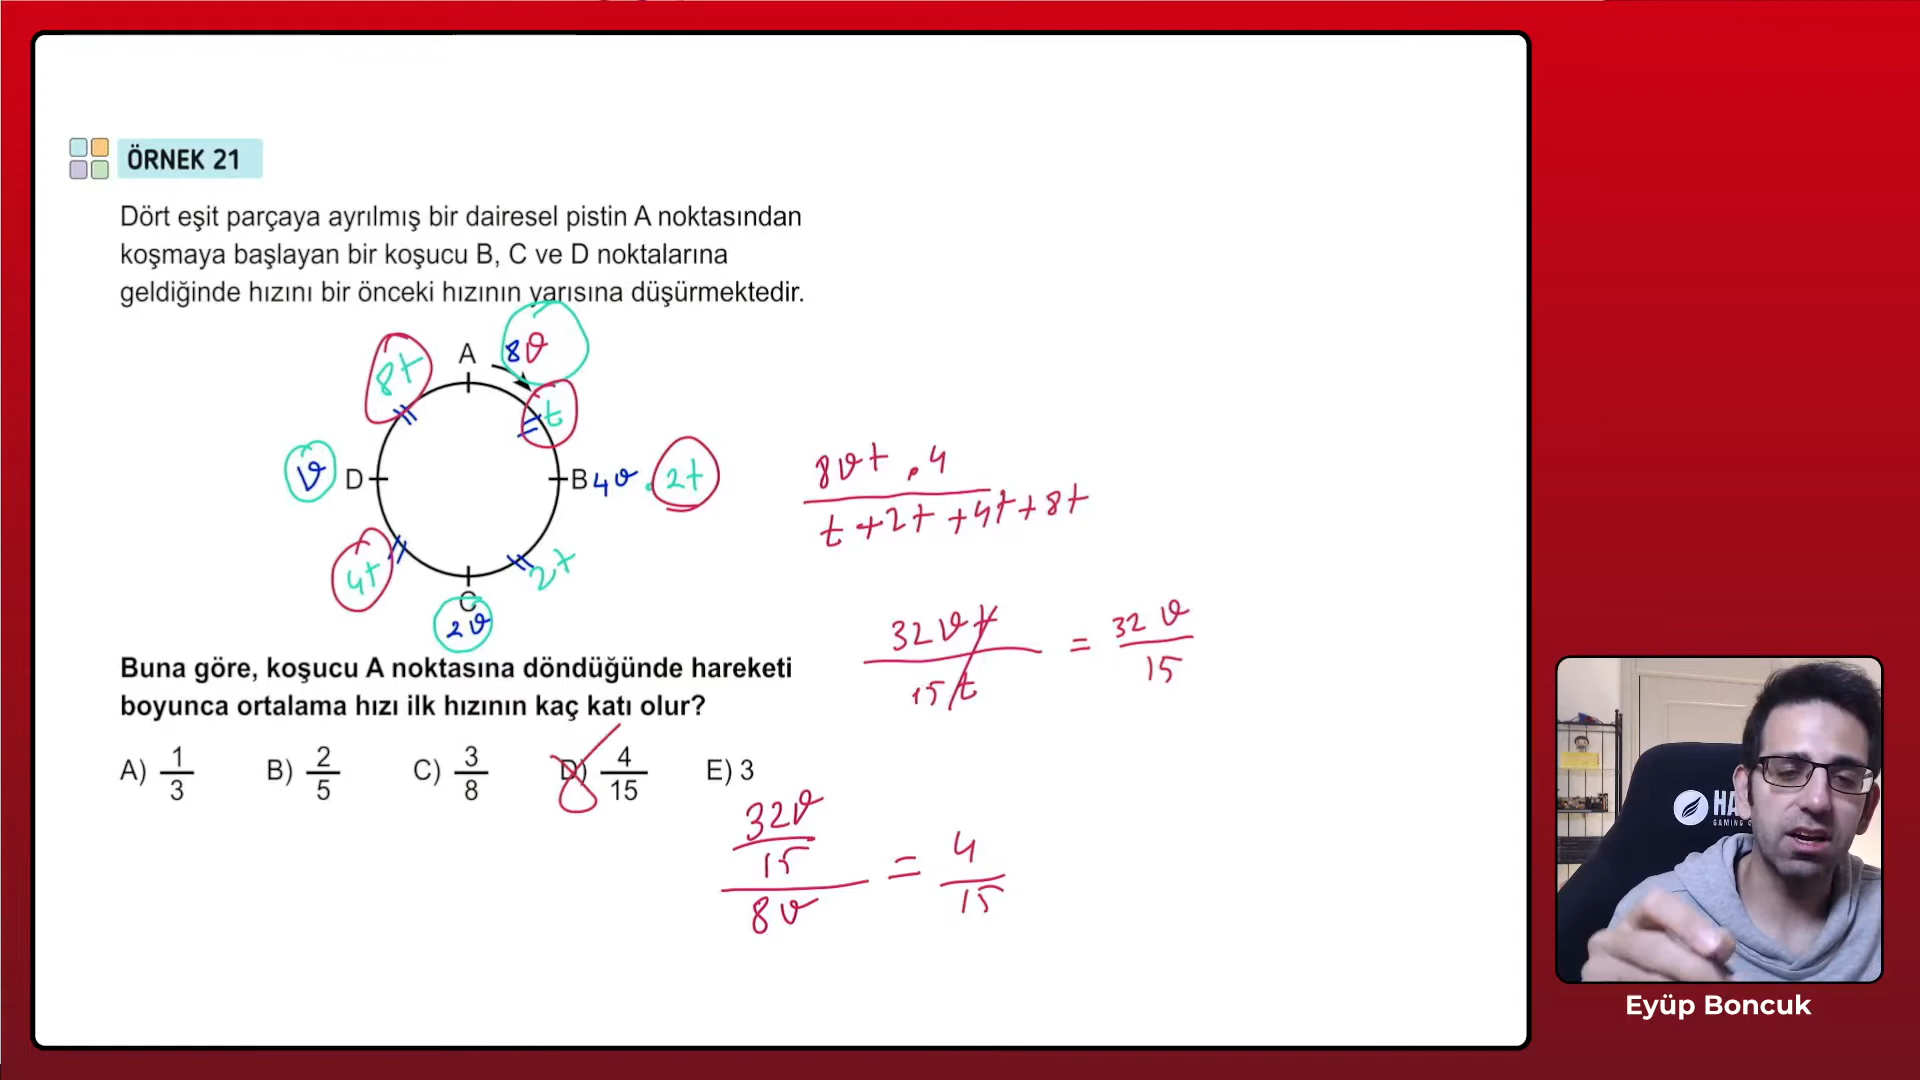 ÖRNEK 21
Dört eşit parçaya ayrılmış bir dairesel pistin A noktasından
koşmaya başlayan bir koşucu B, C ve D noktalarına
geldiğinde hızını bir önceki hızının yarısına düşürmektedir.
8t A 8ϑ
t
ϑ D B 4ϑ . 2t
4t 2t
C
2ϑ
8ϑt . 4
t + 2t + 4t + 8t
32ϑt = 32ϑ
15t 15
Buna göre, koşucu A noktasına döndüğünde hareketi
boyunca ortalama hızı ilk hızının kaç katı olur?
A) 1/3 B) 2/5 C) 3/8 D) 4/15 E) 3
32ϑ
15
= 4/15
8ϑ
Eyüp Boncuk